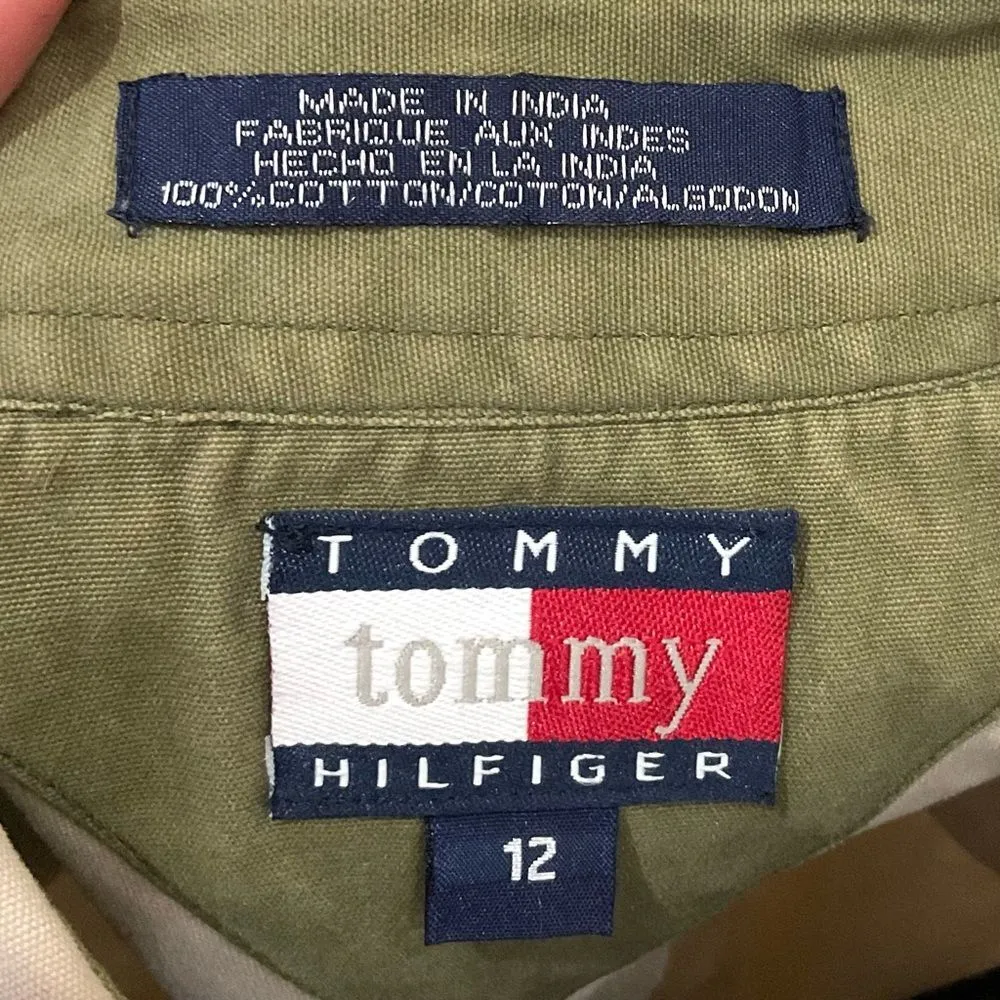 MADE IN INDIA
FABRIQUE AUX INDES
HECHO EN LA INDIA
100%COTTON/COTON/ALGODON
TOMMY
tommy
HILFIGER
12